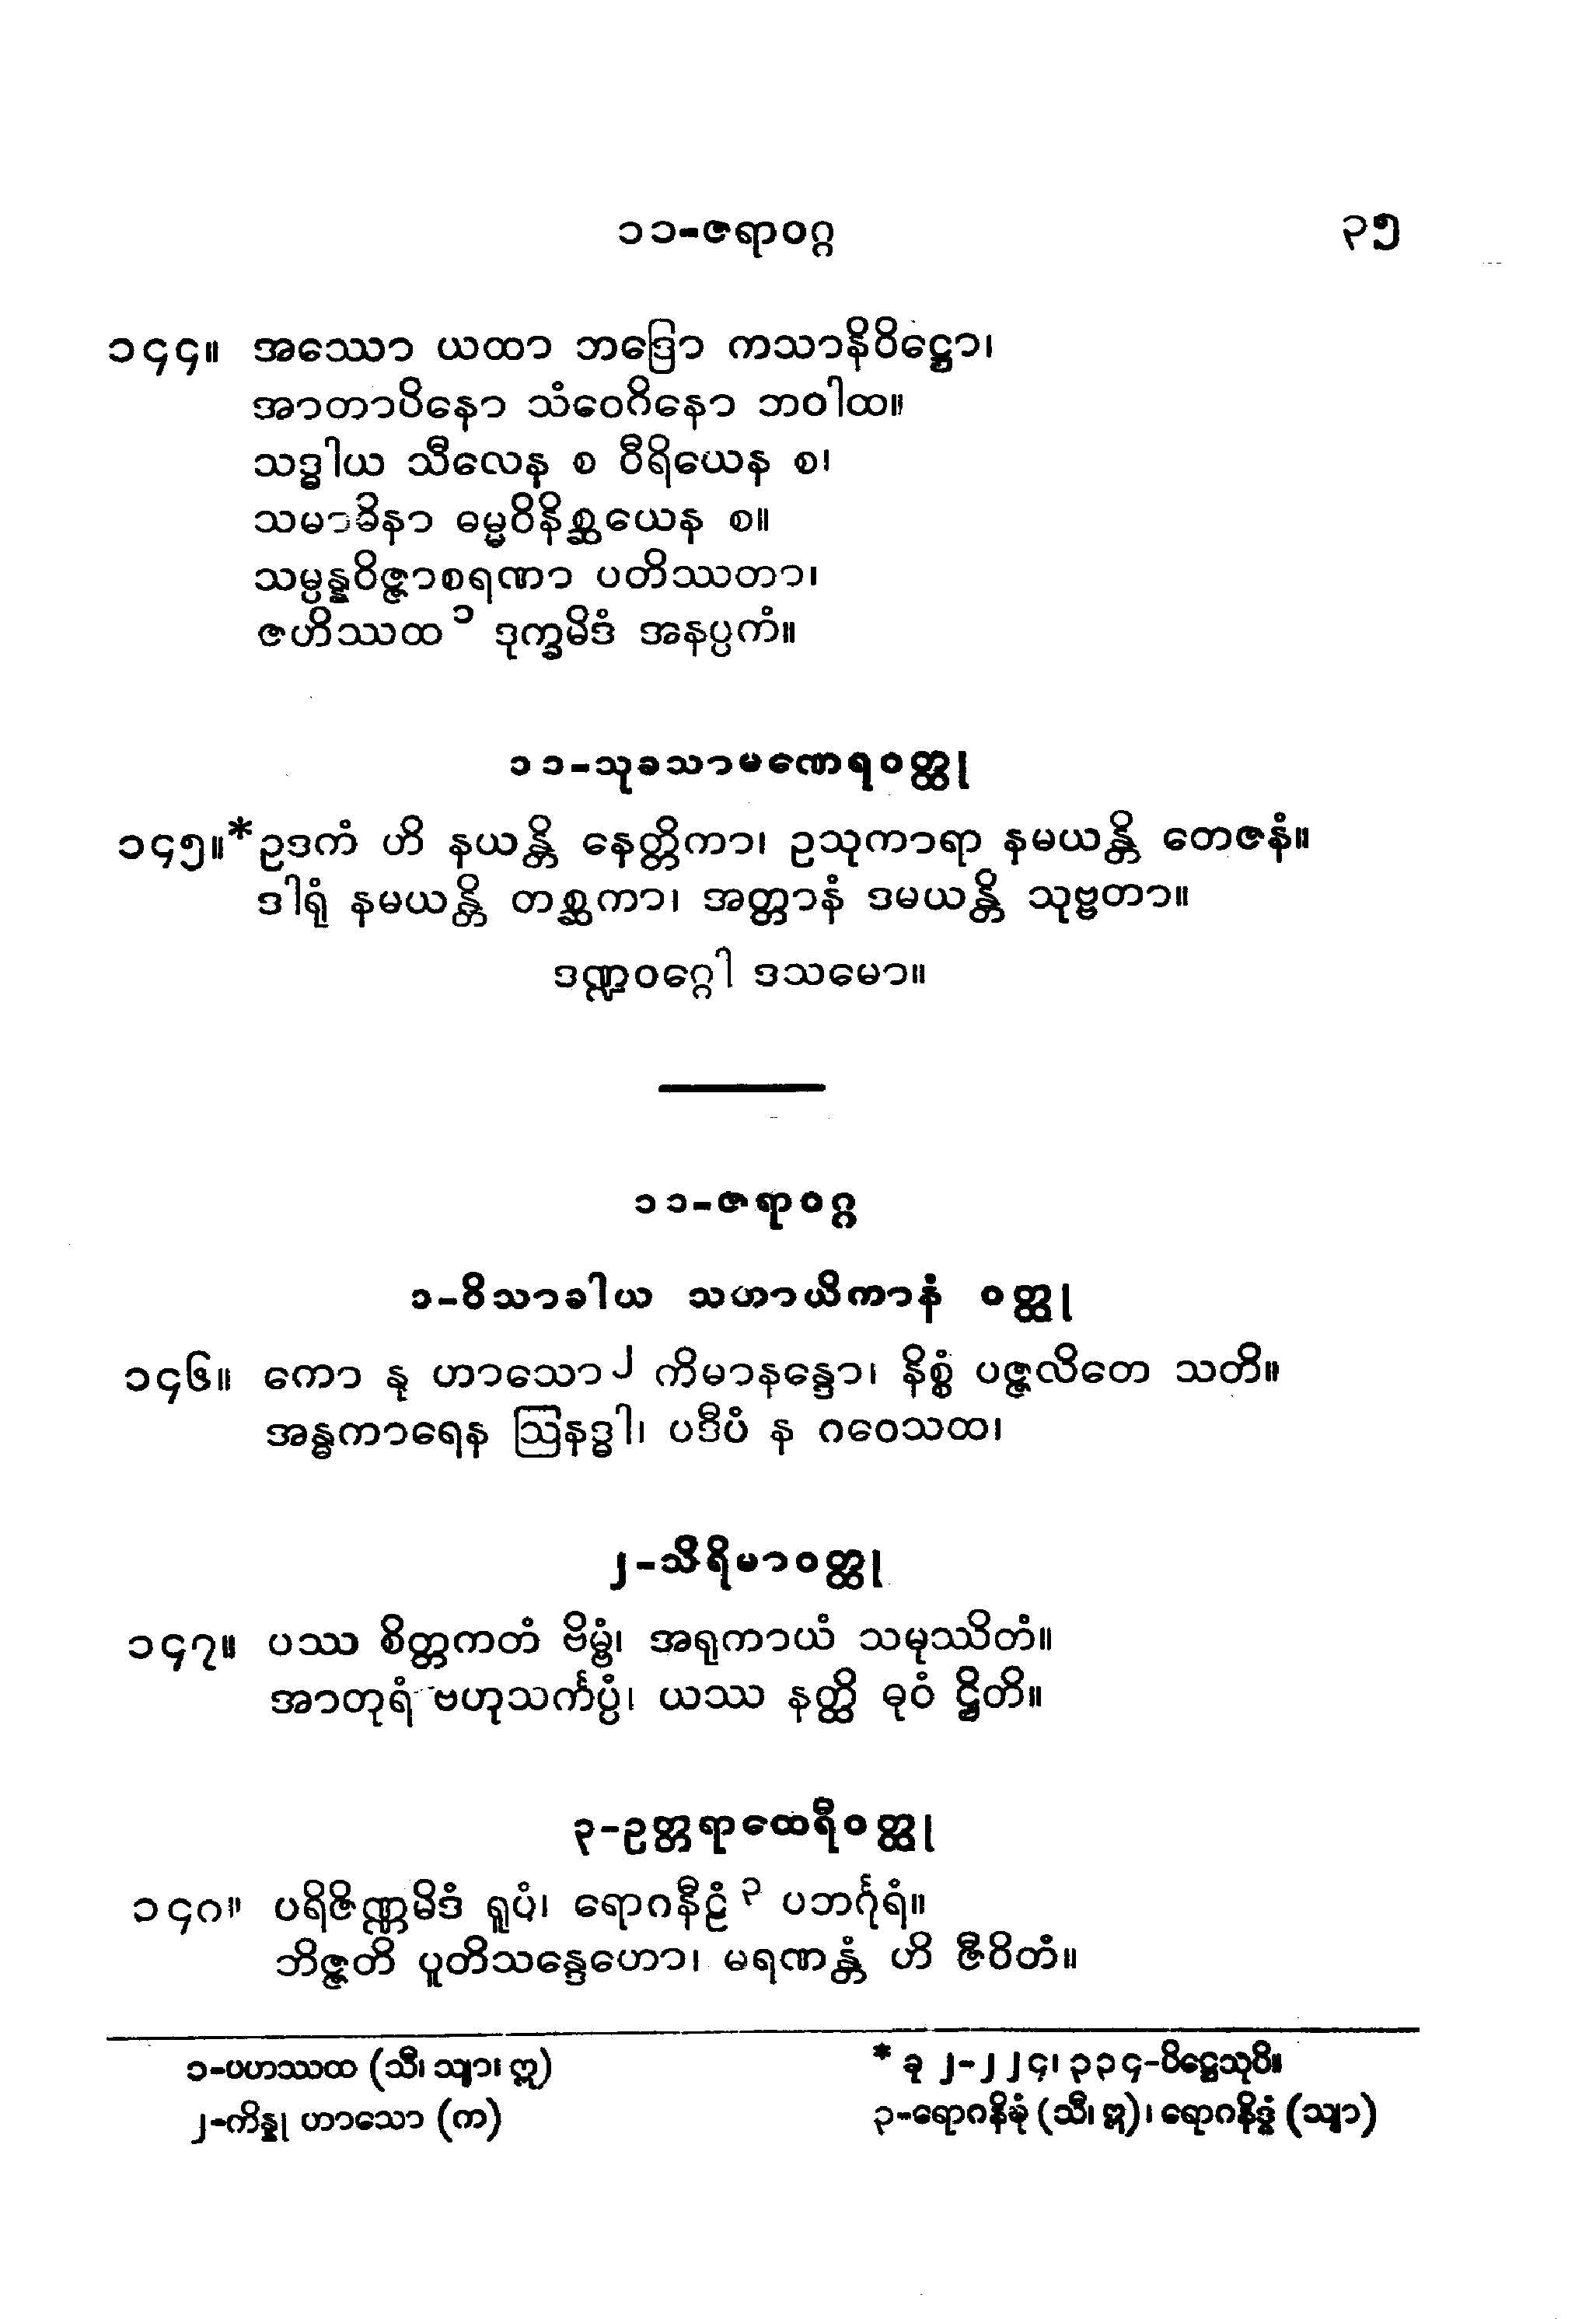 ၁၁-ဇရာဝဂ္ဂ ၃၅
၁၄၄။ အဿော ယထာ ဘဒြော ကသာနိဝိဋ္ဌော၊
အာတာပိနော သံဝေဂိနော ဘဝါထ။
သဒ္ဓါယ သီလေန စ ဝီရိယေန စ၊
သမာဓိနာ ဓမ္မဝိနိစ္ဆယေန စ။
သမ္ပန္နဝိဇ္ဇာစရဏာ ပတိဿတာ၊
ဇဟိဿထ ၁ ဒုက္ခမိဒံ အနပ္ပကံ။
၁၁-သုခသာမဏေရဝတ္ထု
၁၄၅။* ဥဒကံ ဟိ နယန္တိ နေတ္တိကာ၊ ဥသုကာရာ နမယန္တိ တေဇနံ။
ဒါရုံ နမယန္တိ တစ္ဆကာ၊ အတ္တာနံ ဒမယန္တိ သုဗ္ဗတာ။
ဒဏ္ဍဝဂ္ဂေါ ဒသမော။
၁၁-ဇရာဝဂ္ဂ
၁-ဝိသာခါယ သဟာယိကာနံ ဝတ္ထု
၁၄၆။ ကော နု ဟာသော ၂ ကိမာနန္ဒော၊ နိစ္စံ ပဇ္ဇလိတေ သတိ။
အန္ဓကာရေန ဩနဒ္ဓါ၊ ပဒီပံ န ဂဝေသထ၊
၂-သိရိမာဝတ္ထု
၁၄၇။ ပဿ စိတ္တကတံ ဗိမ္ဗံ၊ အရုကာယံ သမုဿိတံ။
အာတုရံ ဗဟုသင်္ကပ္ပံ၊ ယဿ နတ္ထိ ဓုဝံ ဋ္ဌိတိ။
၃-ဥတ္တရာထေရီဝတ္ထု
၁၄၈။ ပရိဇိဏ္ဏမိဒံ ရူပံ၊ ရောဂနီဠံ ၃ ပဘင်္ဂုရံ။
ဘိဇ္ဇတိ ပူတိသန္ဒေဟော၊ မရဏန္တံ ဟိ ဇီဝိတံ။
၁-ပဟဿထ (သီ၊ သျာ၊ ဣ)
၂-ကိန္နု ဟာသော (က)
* ခု ၂-၂၂၄၊ ၃၃၄-ပိဋ္ဌေသုပိ။
၃-ရောဂနိဍ္ဍံ (သီ၊ ဣ)၊ ရောဂနိဒ္ဓံ (သျာ)